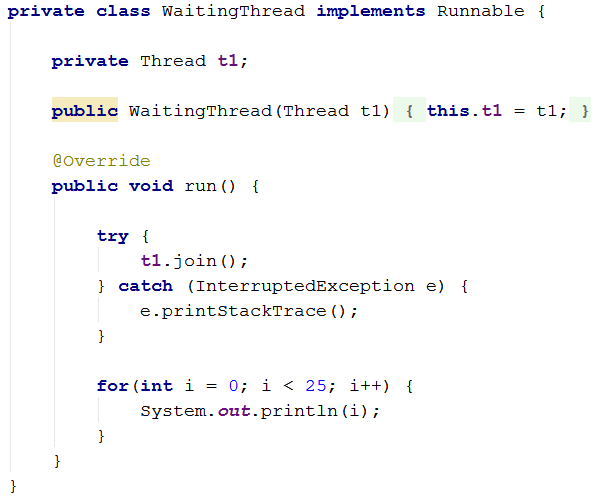 private class WaitingThread implements Runnable {
private Thread t1;
public WaitingThread(Thread t1) { this.t1 = t1; }
@Override
public void run() {
try {
t1.join();
} catch (InterruptedException e) {
e.printStackTrace();
}
for(int i = 0; i < 25; i++) {
System.out.println(i);
}
}
}